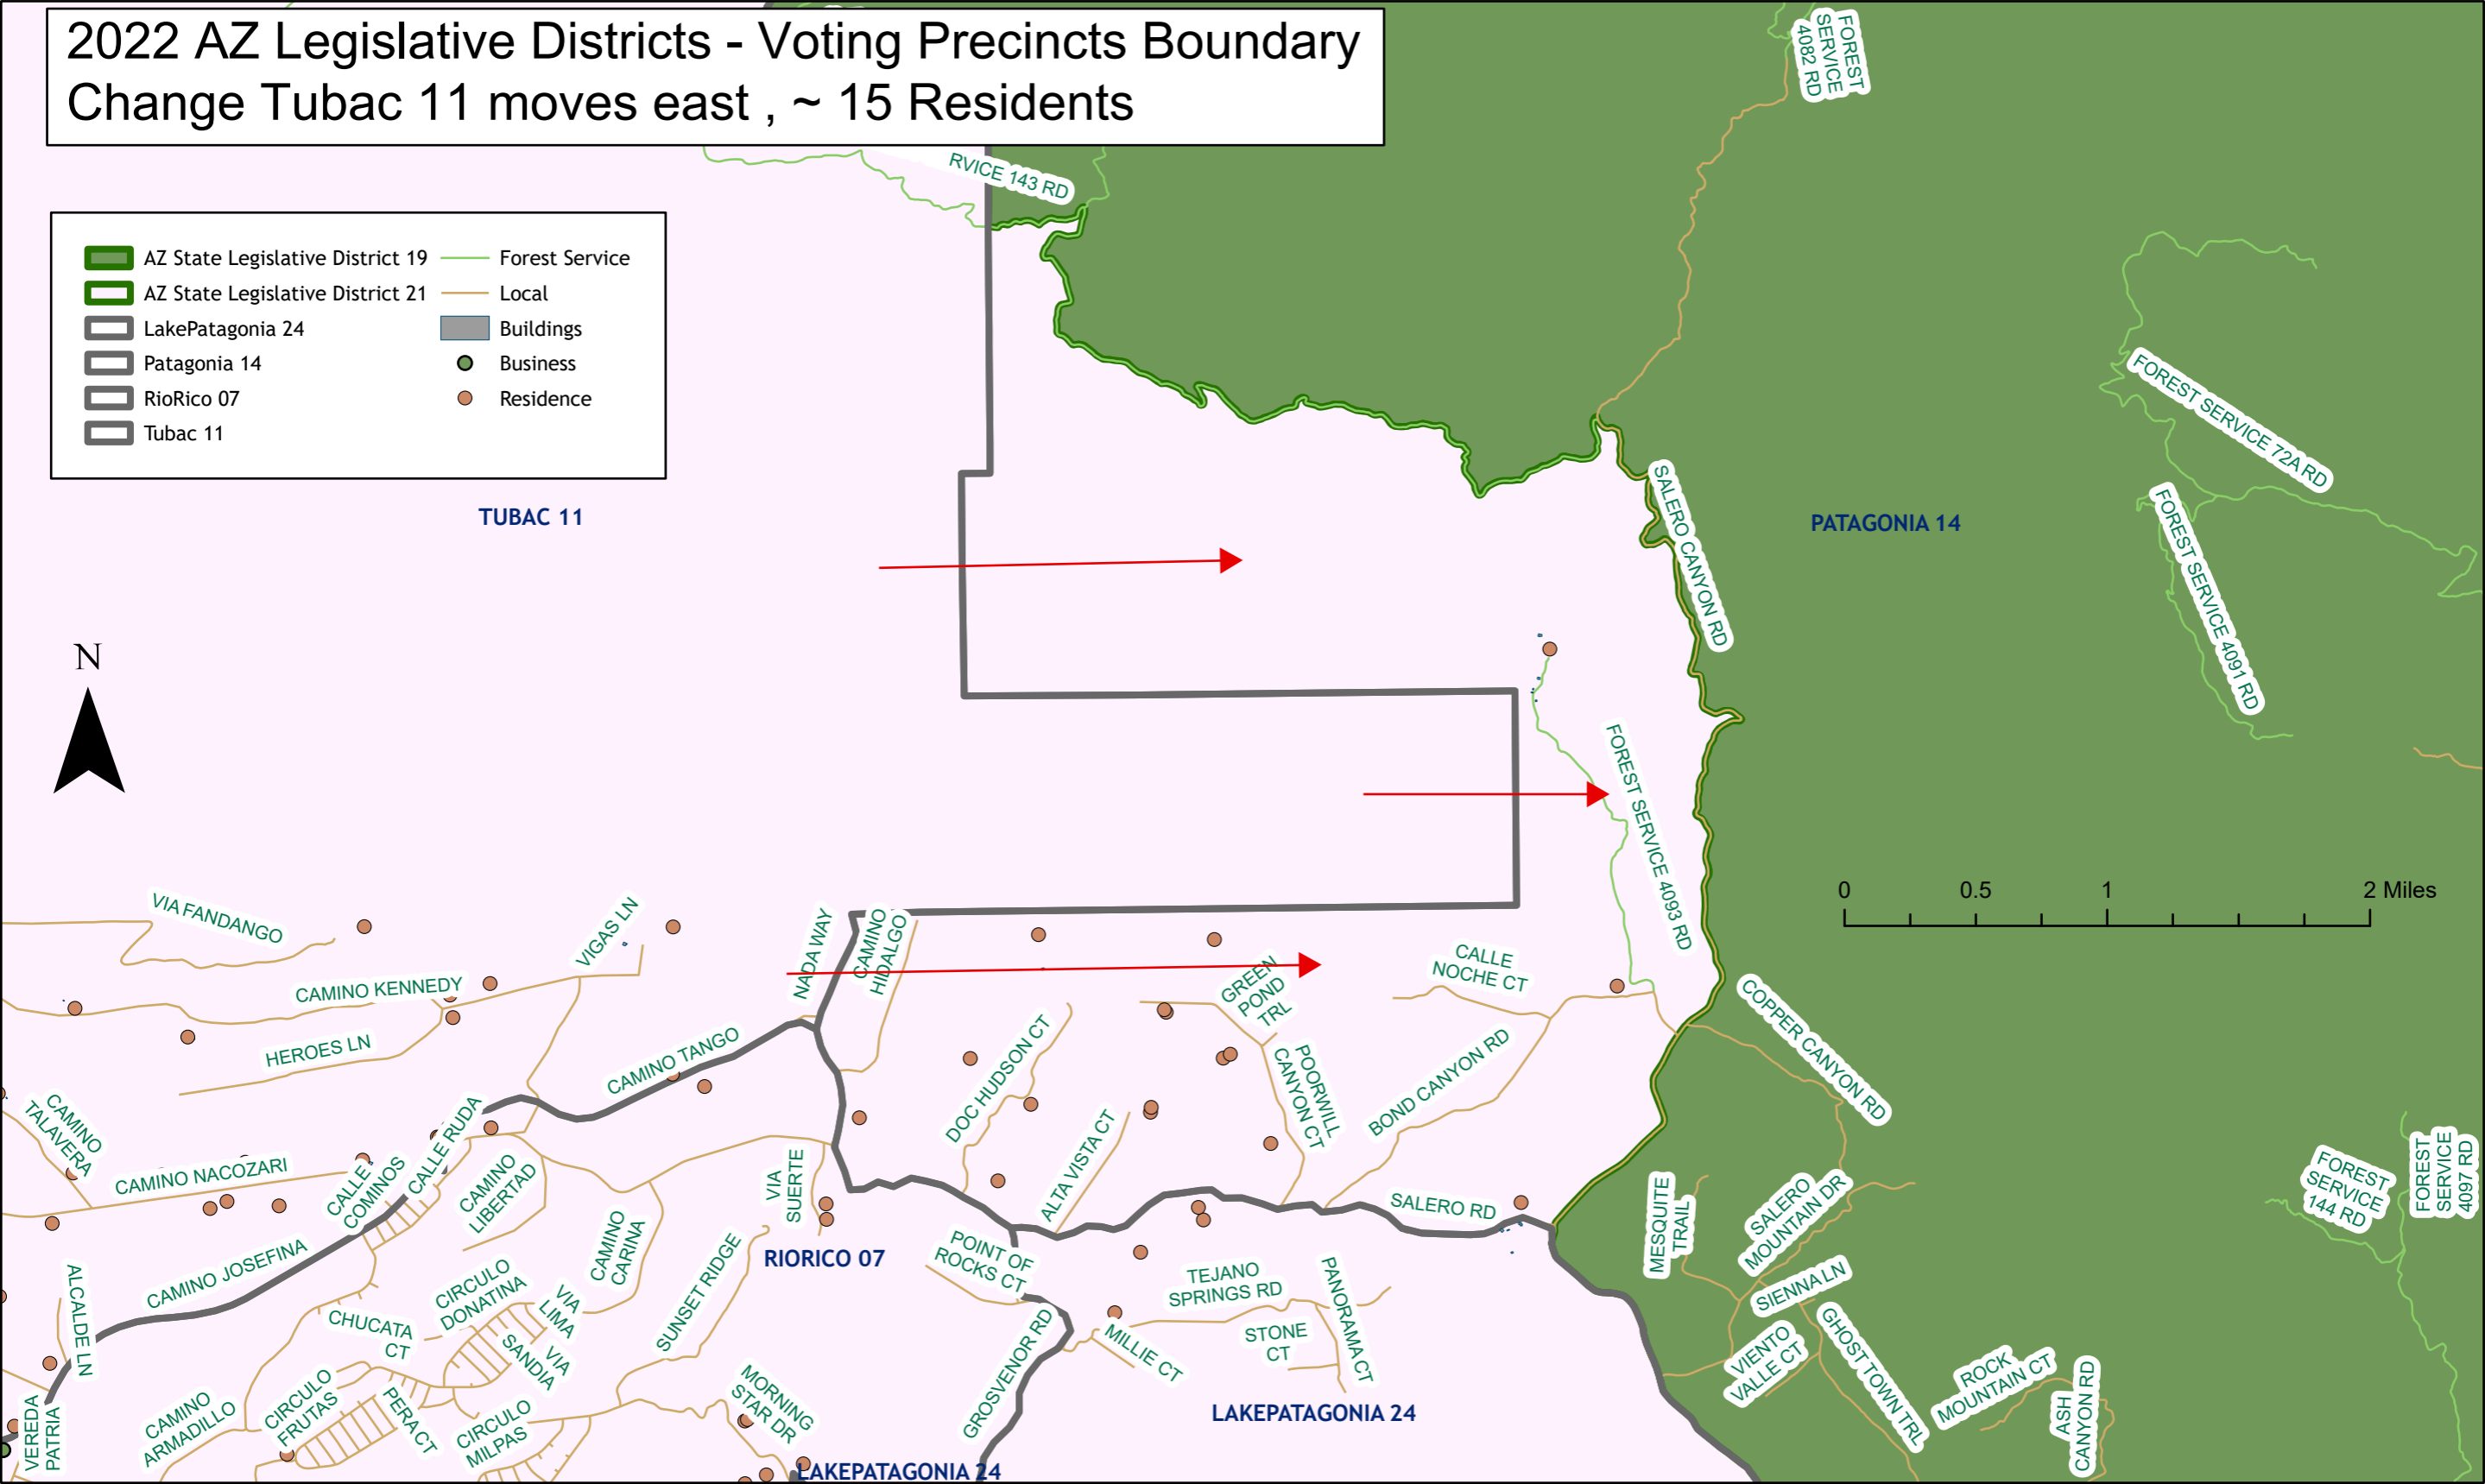 2022 AZ Legislative Districts - Voting Precincts Boundary
Change Tubac 11 moves east , ~ 15 Residents
FOREST
SERVICE
4082 RD
RVICE 143 RD
AZ State Legislative District 19
AZ State Legislative District 21
LakePatagonia 24
Patagonia 14
RioRico 07
Tubac 11
Forest Service
Local
Buildings
Business
Residence
TUBAC 11
PATAGONIA 14
FOREST SERVICE 72A RD
SALERO CANYON RD
FOREST SERVICE 4091 RD
N
FOREST SERVICE 4093 RD
0 0.5 1 2 Miles
VIA FANDANGO
VIGAS LN
NADA WAY
CAMINO
HIDALGO
CAMINO KENNEDY
GREEN
POND
TRL
CALLE
NOCHE CT
COPPER CANYON RD
HEROES LN
CAMINO TANGO
DOC HUDSON CT
POORWILL
CANYON CT
BOND CANYON RD
CAMINO
TALAVERA
CAMINO NACOZARI
CALLE
COMINOS
CALLE RUDA
CAMINO
LIBERTAD
VIA
SUERTE
ALTA VISTA CT
SALERO RD
MESQUITE
TRAIL
SALERO
MOUNTAIN DR
FOREST
SERVICE
144 RD
FOREST
SERVICE
4097 RD
CAMINO JOSEFINA
ALCALDE LN
CAMINO
CARINA
SUNSET RIDGE
RIORICO 07
POINT OF
ROCKS CT
TEJANO
SPRINGS RD
PANORAMA CT
SIENNA LN
CHUCATA
CT
CIRCULO
DONATINA
VIA
LIMA
VIA
SANDIA
GROSVENOR RD
MILLIE CT
STONE
CT
VIENTO
VALLE CT
GHOST TOWN TRL
ROCK
MOUNTAIN CT
ASH
CANYON RD
VEREDA
PATRIA
CAMINO
ARMADILLO
CIRCULO
FRUTAS
PERA CT
CIRCULO
MILPAS
MORNING
STAR DR
LAKEPATAGONIA 24
LAKEPATAGONIA 24